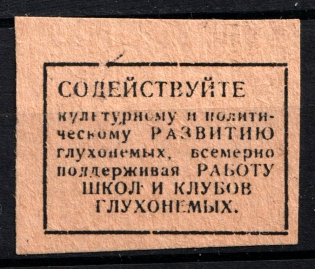 СОДЕЙСТВУЙТЕ
культурному и полити-
ческому РАЗВИТИЮ
глухонемых, всемерно
поддерживая РАБОТУ
ШКОЛ И КЛУБОВ
ГЛУХОНЕМЫХ.